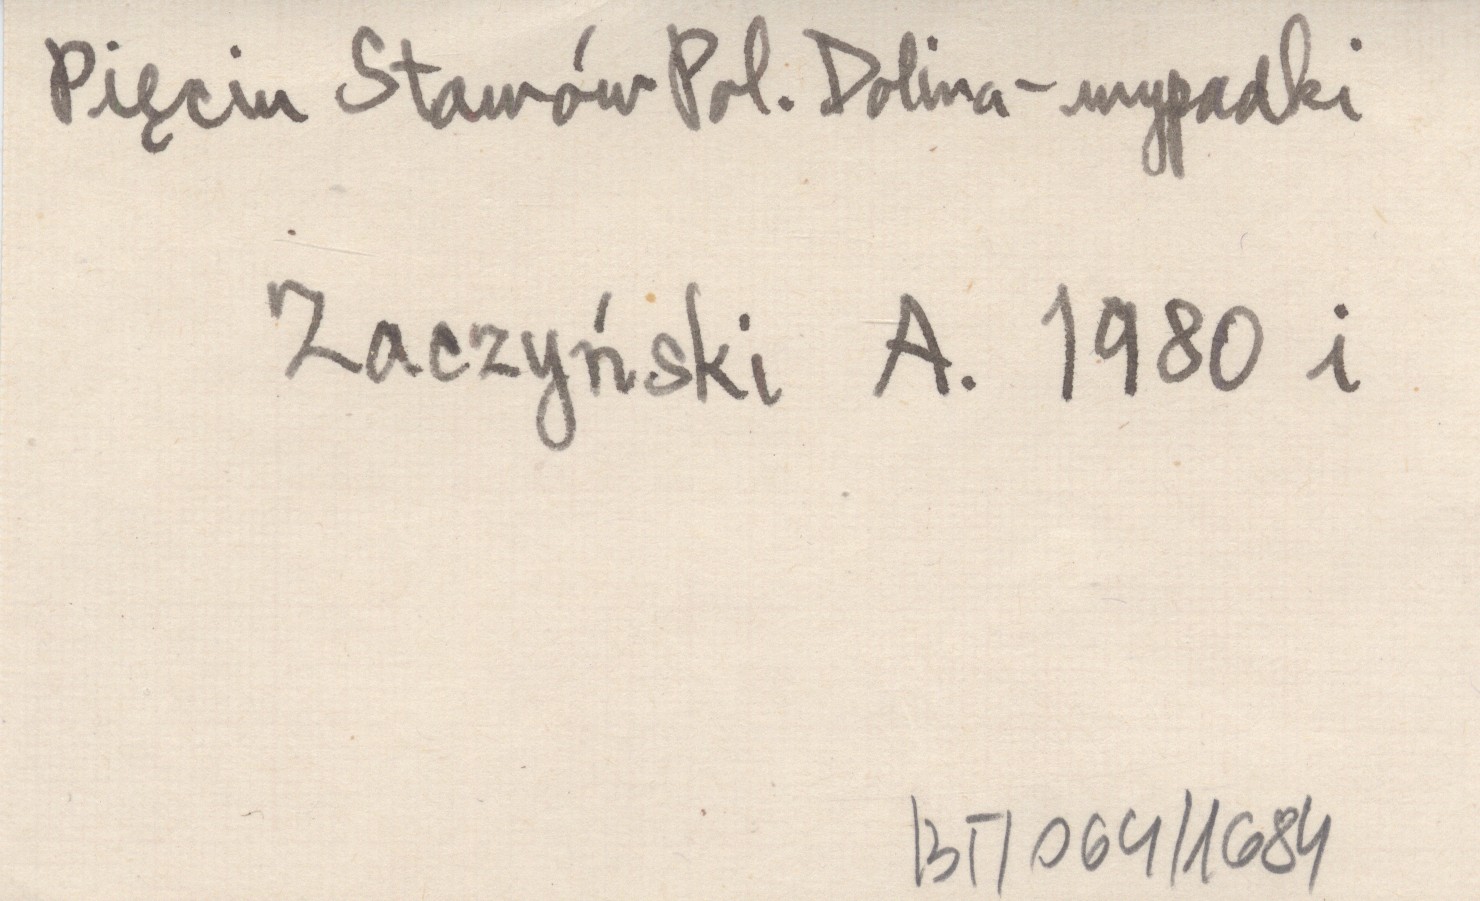 Pięciu Stawów Pol. Dolina - wypadki
Zaczyński A. 1980 i
BT/064/1684